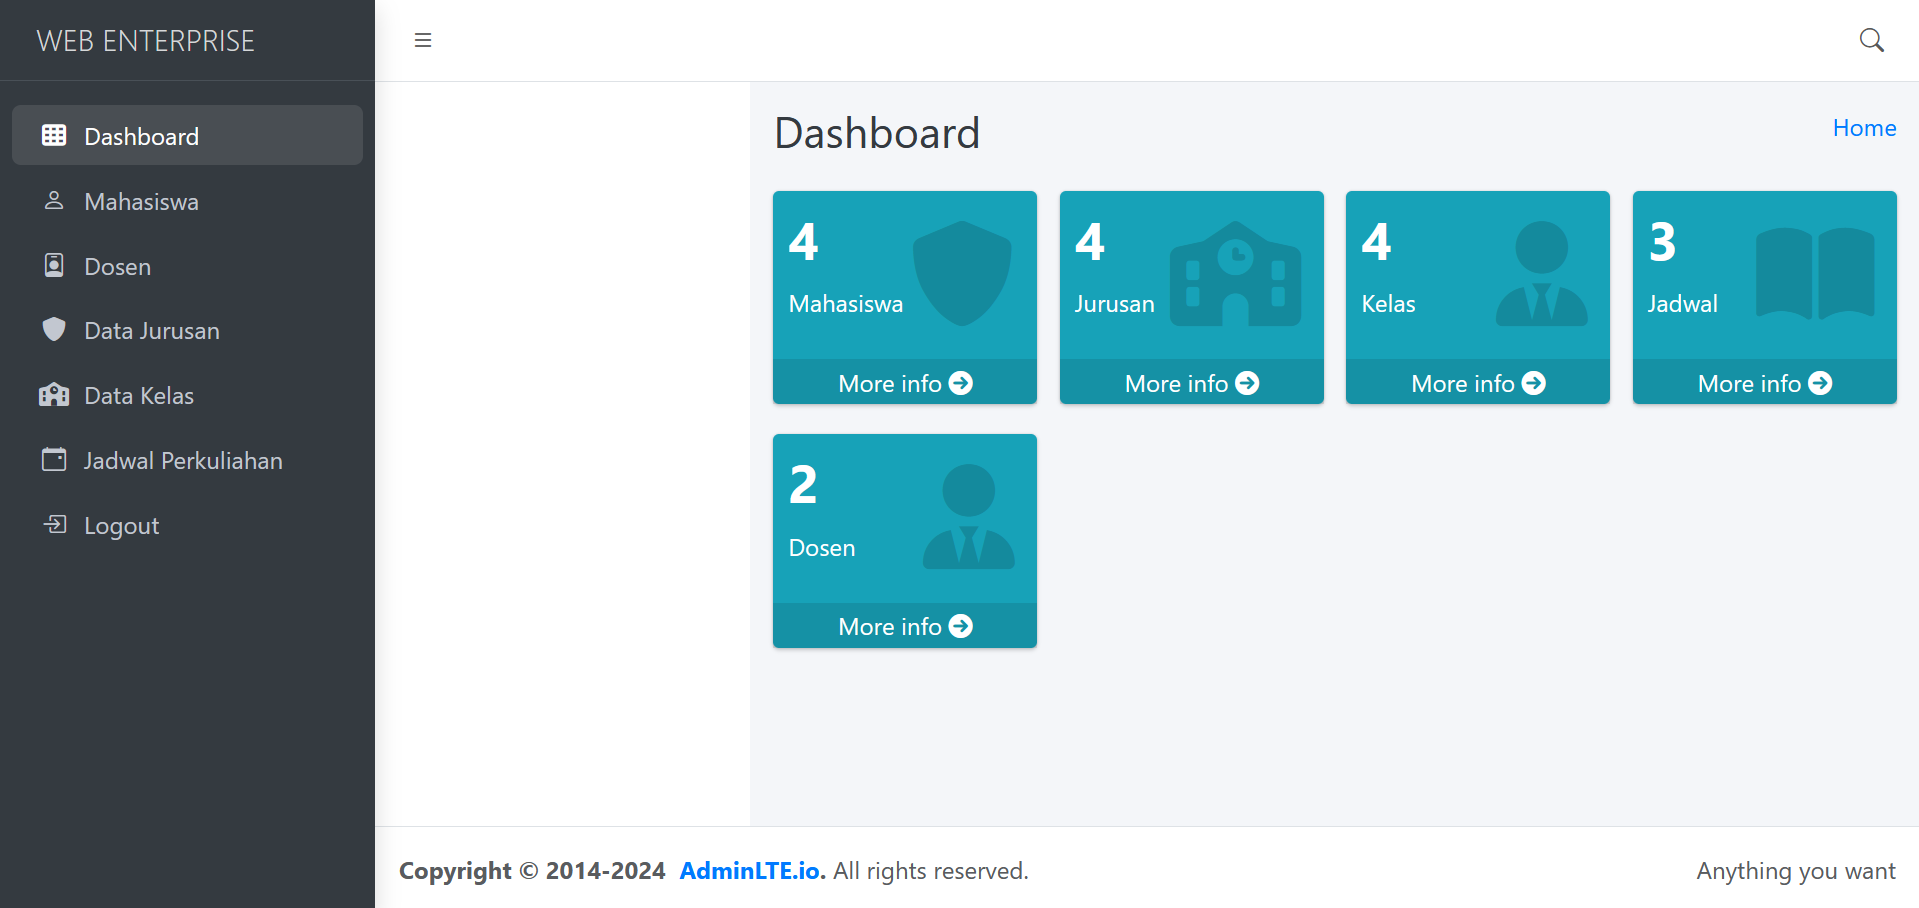 WEB ENTERPRISE
Dashboard
Mahasiswa
Dosen
Data Jurusan
Data Kelas
Jadwal Perkuliahan
Logout
Dashboard
Home
4
Mahasiswa
More info
4
Jurusan
More info
4
Kelas
More info
3
Jadwal
More info
2
Dosen
More info
Copyright © 2014-2024 AdminLTE.io. All rights reserved.
Anything you want